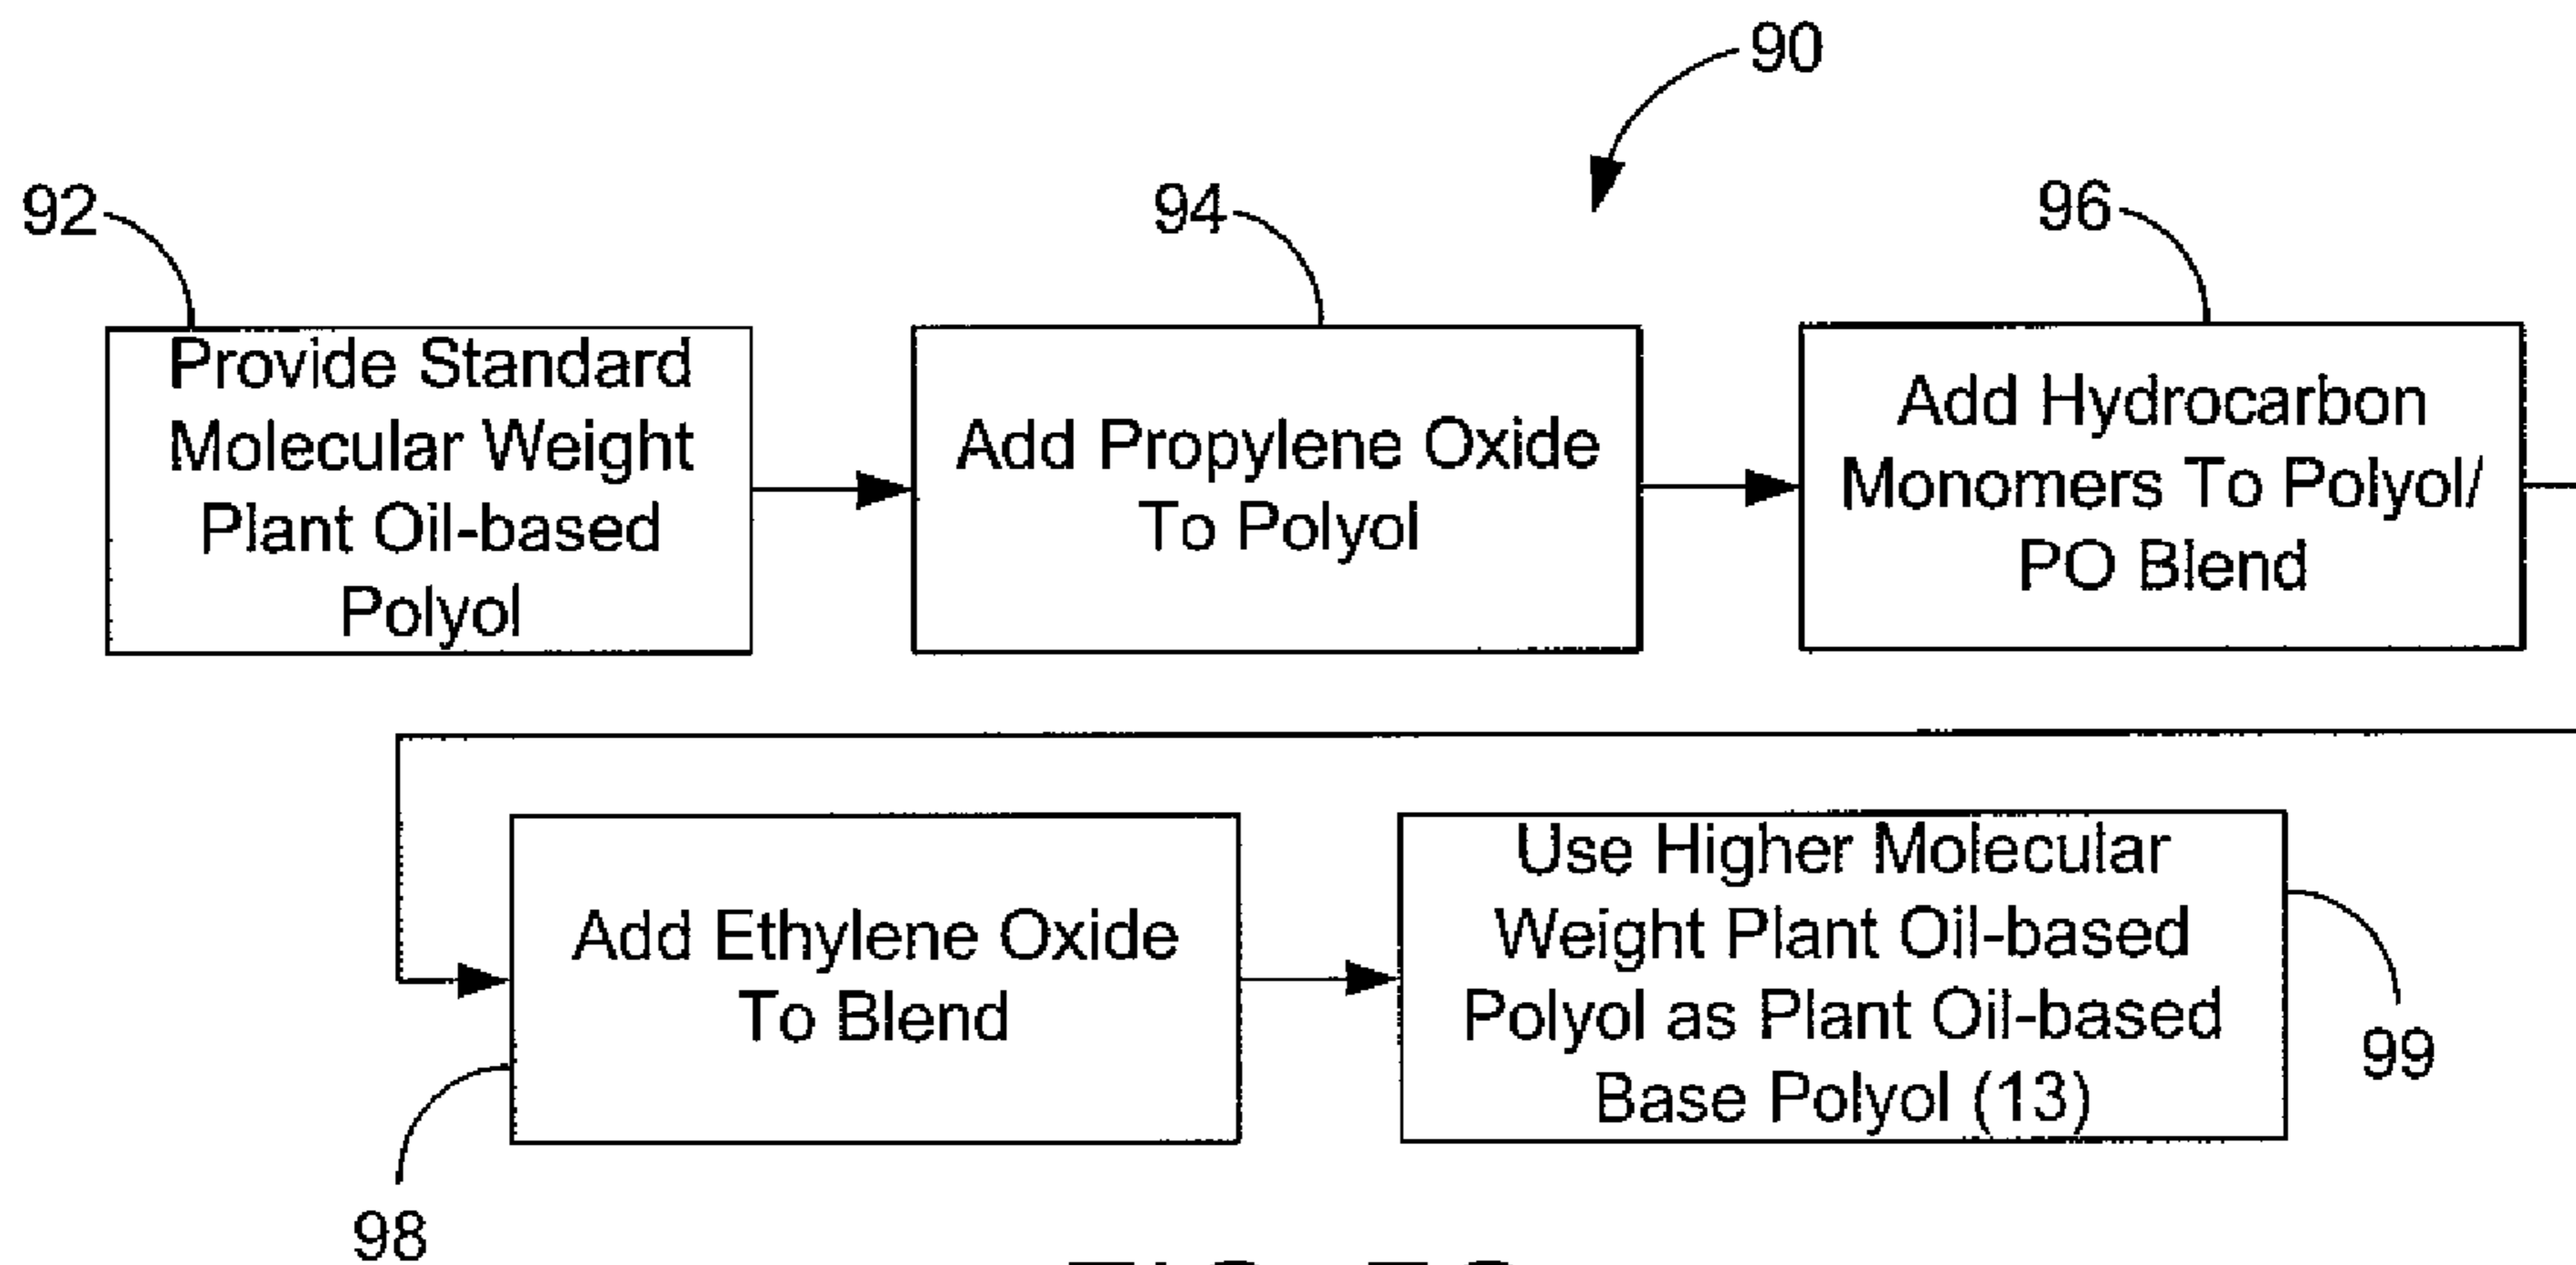 90
92
94
96
Provide Standard
Molecular Weight
Plant Oil-based
Polyol
Add Propylene Oxide
To Polyol
Add Hydrocarbon
Monomers To Polyol/
PO Blend
Add Ethylene Oxide
To Blend
Use Higher Molecular
Weight Plant Oil-based
Polyol as Plant Oil-based
Base Polyol (13)
98
99